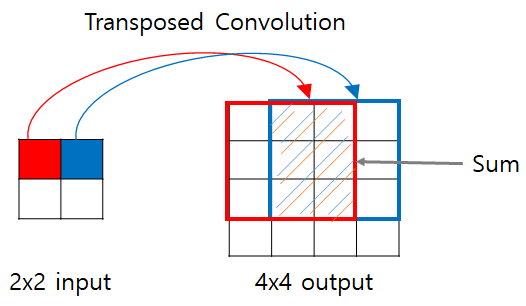 Transposed Convolution
Sum
2x2 input
4x4 output